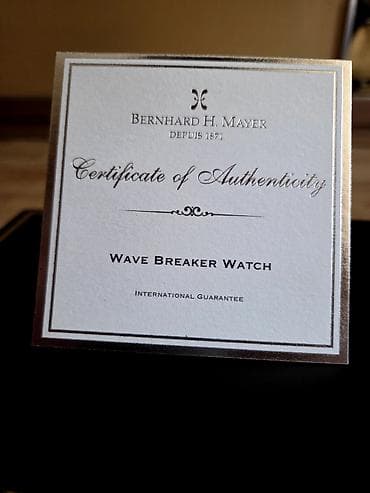 BERNHARD H. MAYER
DEPUIS 1871
Certificate of Authenticity
WAVE BREAKER WATCH
INTERNATIONAL GUARANTEE